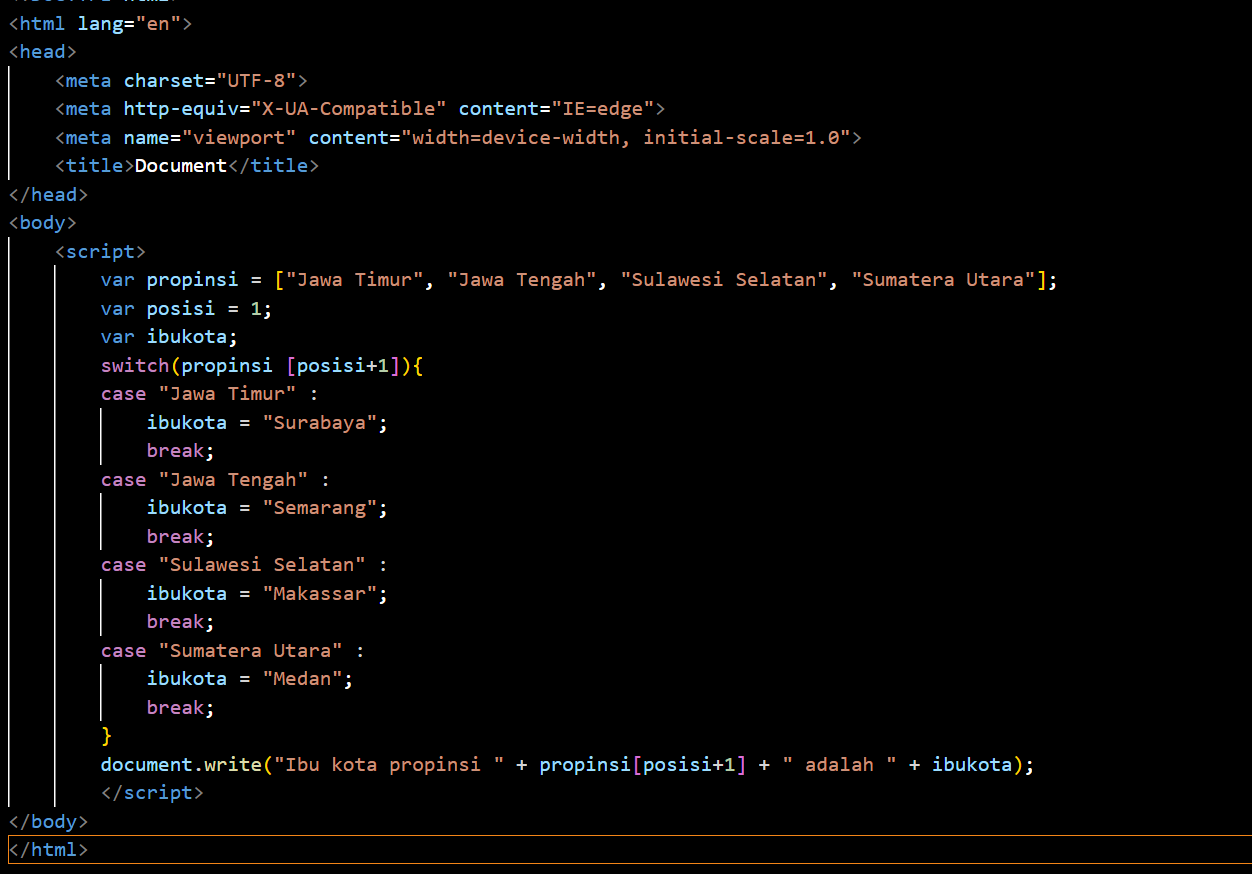 <html lang="en">
<head>
    <meta charset="UTF-8">
    <meta http-equiv="X-UA-Compatible" content="IE=edge">
    <meta name="viewport" content="width=device-width, initial-scale=1.0">
    <title>Document</title>
</head>
<body>
    <script>
        var propinsi = ["Jawa Timur", "Jawa Tengah", "Sulawesi Selatan", "Sumatera Utara"];
        var posisi = 1;
        var ibukota;
        switch(propinsi [posisi+1]){
        case "Jawa Timur" :
            ibukota = "Surabaya";
            break;
        case "Jawa Tengah" :
            ibukota = "Semarang";
            break;
        case "Sulawesi Selatan" :
            ibukota = "Makassar";
            break;
        case "Sumatera Utara" :
            ibukota = "Medan";
            break;
        }
        document.write("Ibu kota propinsi " + propinsi[posisi+1] + " adalah " + ibukota);
        </script>
</body>
</html>